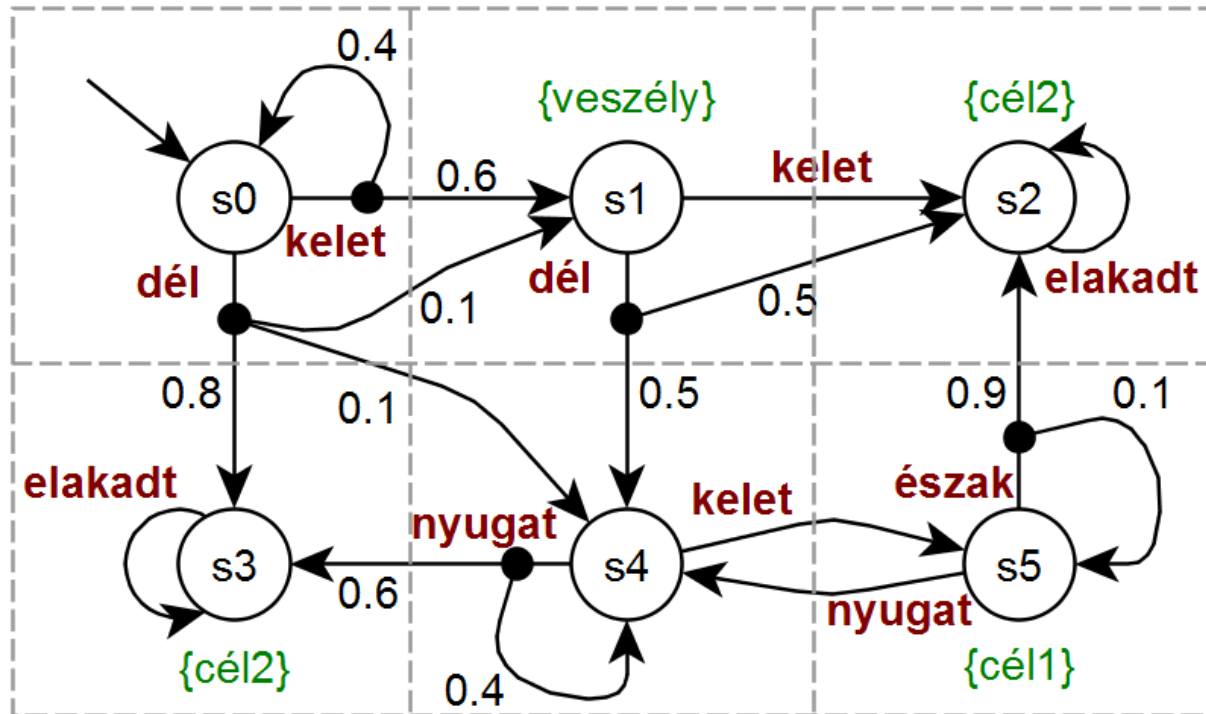 0.4
{veszély}
{cél2}
s0
0.6
s1
kelet
s2
kelet
dél
0.1
dél
0.5
elakadt
0.8
0.1
0.5
0.9
0.1
elakadt
nyugat
kelet
észak
s3
0.6
s4
s5
nyugat
{cél2}
0.4
{cél1}